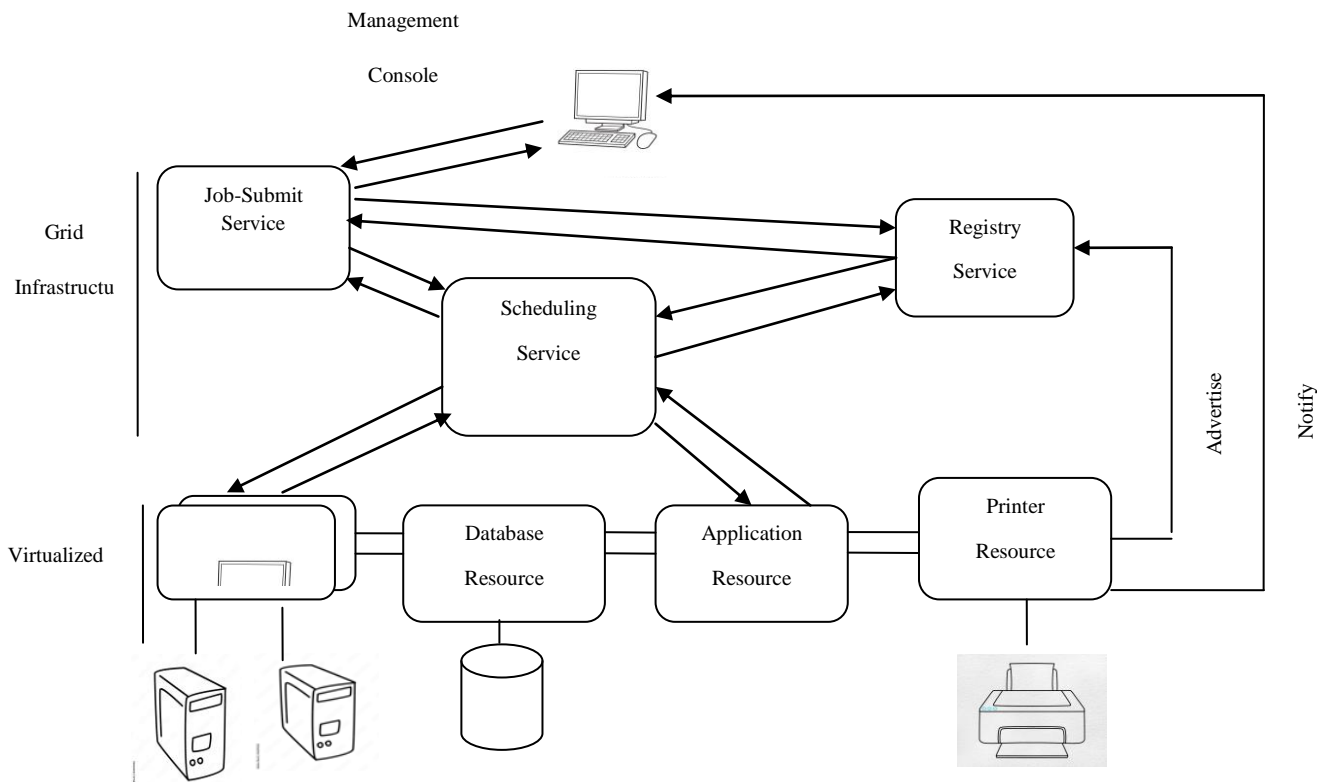 Management
Console
Job-Submit
Service
Grid
Infrastructu
Registry
Service
Scheduling
Service
Advertise
Notify
Virtualized
Database
Resource
Application
Resource
Printer
Resource